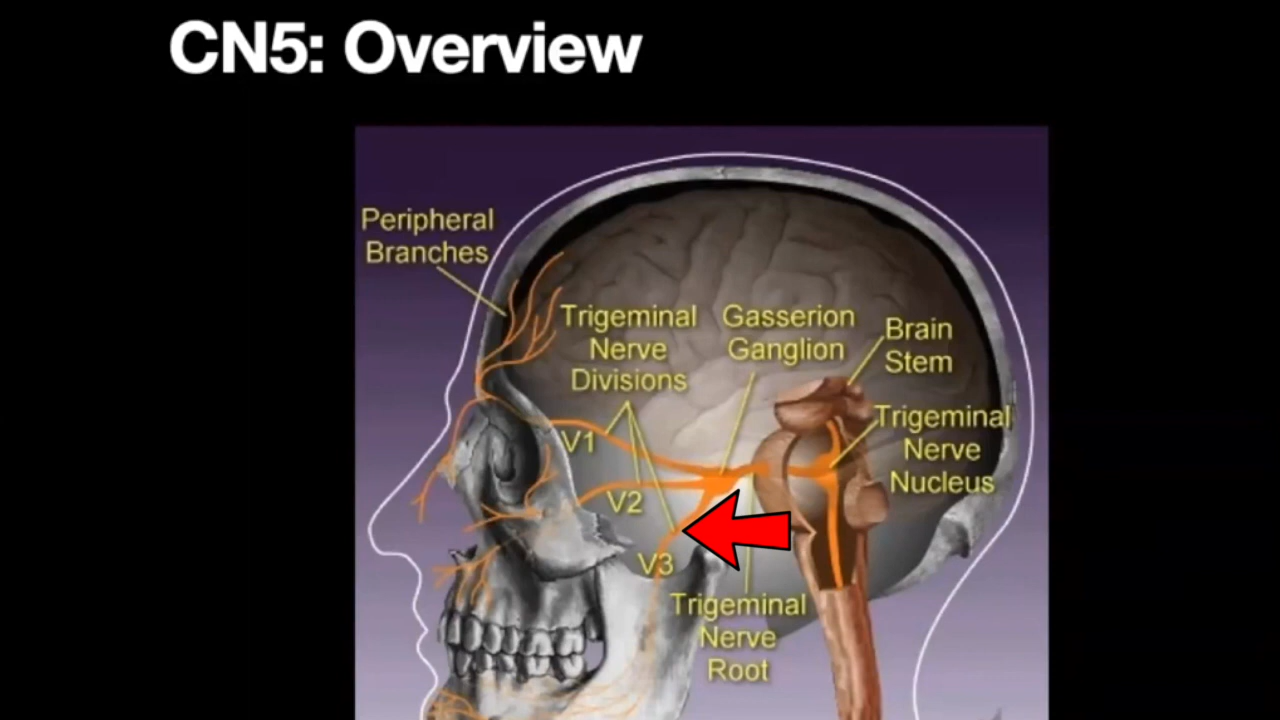 CN5: Overview
Peripheral
Branches
Trigeminal
Nerve
Divisions
Gasserion
Ganglion
Brain
Stem
Trigeminal
Nerve
Nucleus
V1
V2
V3
Trigeminal
Nerve
Root